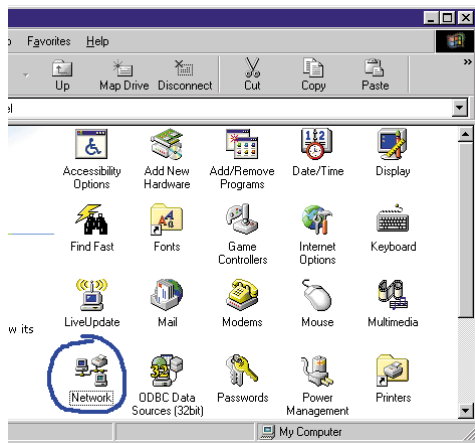 Favorites Help
Up Map Drive Disconnect Cut Copy Paste »
Accessibility Options
Add New Hardware
Add/Remove Programs
Date/Time
Display
Find Fast
Fonts
Game Controllers
Internet Options
Keyboard
LiveUpdate
Mail
Modems
Mouse
Multimedia
w its
Network
ODBC Data Sources (32bit)
Passwords
Power Management
Printers
My Computer